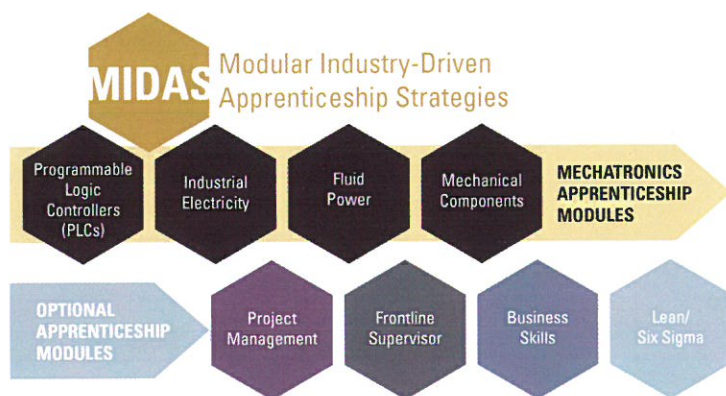 MIDAS
Modular Industry-Driven
Apprenticeship Strategies
Programmable
Logic
Controllers
(PLCs)
Industrial
Electricity
Fluid
Power
Mechanical
Components
MECHATRONICS
APPRENTICESHIP
MODULES
OPTIONAL
APPRENTICESHIP
MODULES
Project
Management
Frontline
Supervisor
Business
Skills
Lean/
Six Sigma